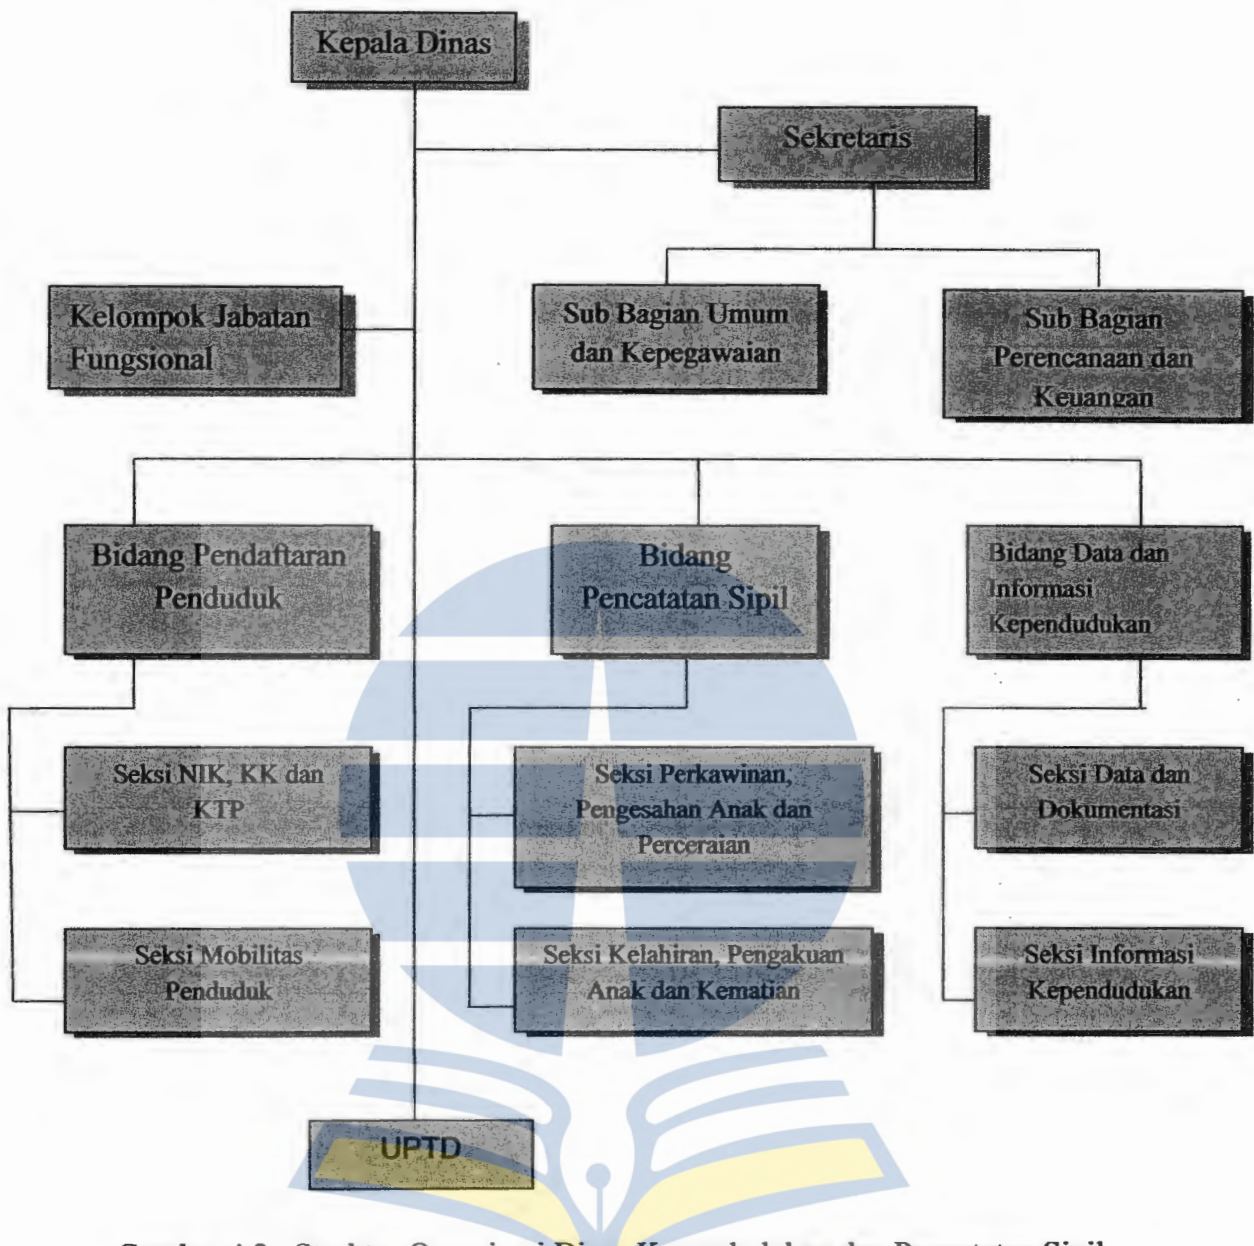 Kepala Dinas
Sekretaris
Kelompok Jabatan
Fungsional
Sub Bagian Umum
dan Kepegawaian
Sub Bagian
Perencanaan dan
Keuangan
Bidang Pendaftaran
Penduduk
Bidang
Pencatatan Sipil
Bidang Data dan
Informasi
Kependudukan
Seksi NIK, KK dan
KTP
Seksi Perkawinan,
Pengesahan Anak dan
Perceraian
Seksi Data dan
Dokumentasi
Seksi Mobilitas
Penduduk
Seksi Kelahiran, Pengakuan
Anak dan Kematian
Seksi Informasi
Kependudukan
UPTD